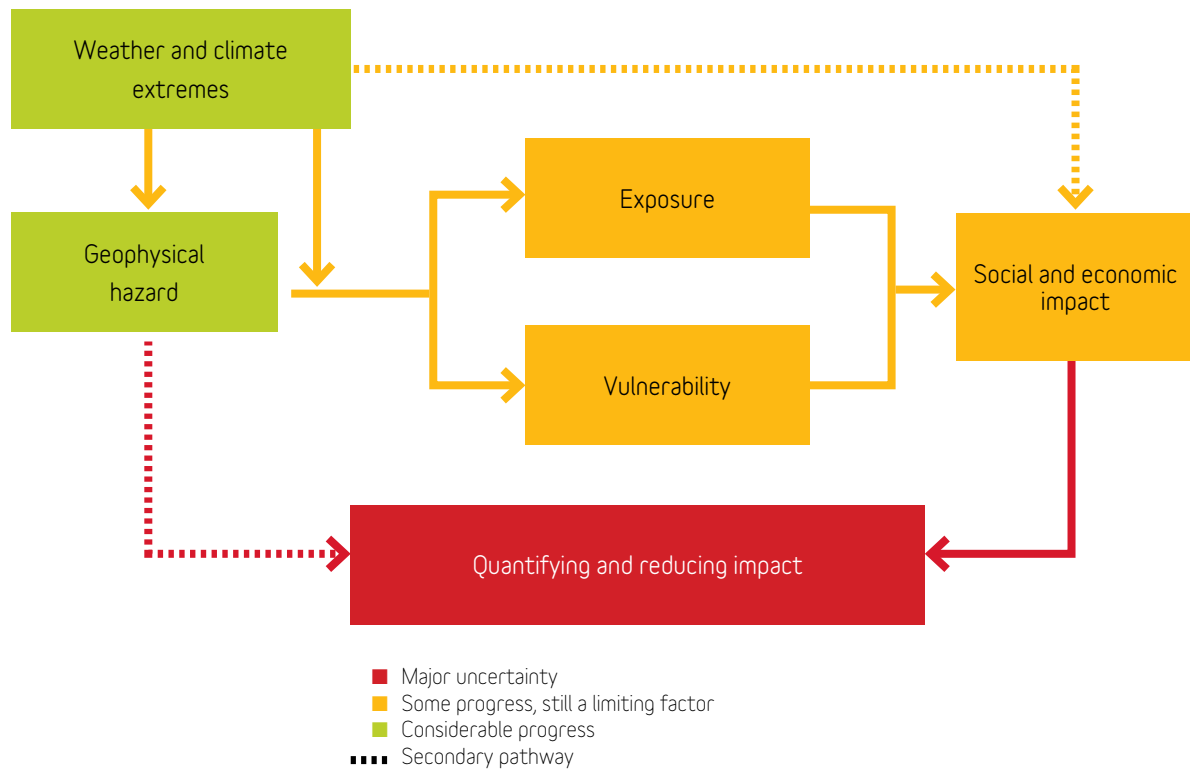 Weather and climate
extremes
Geophysical
hazard
Exposure
Vulnerability
Social and economic
impact
Quantifying and reducing impact
Major uncertainty
Some progress, still a limiting factor
Considerable progress
Secondary pathway